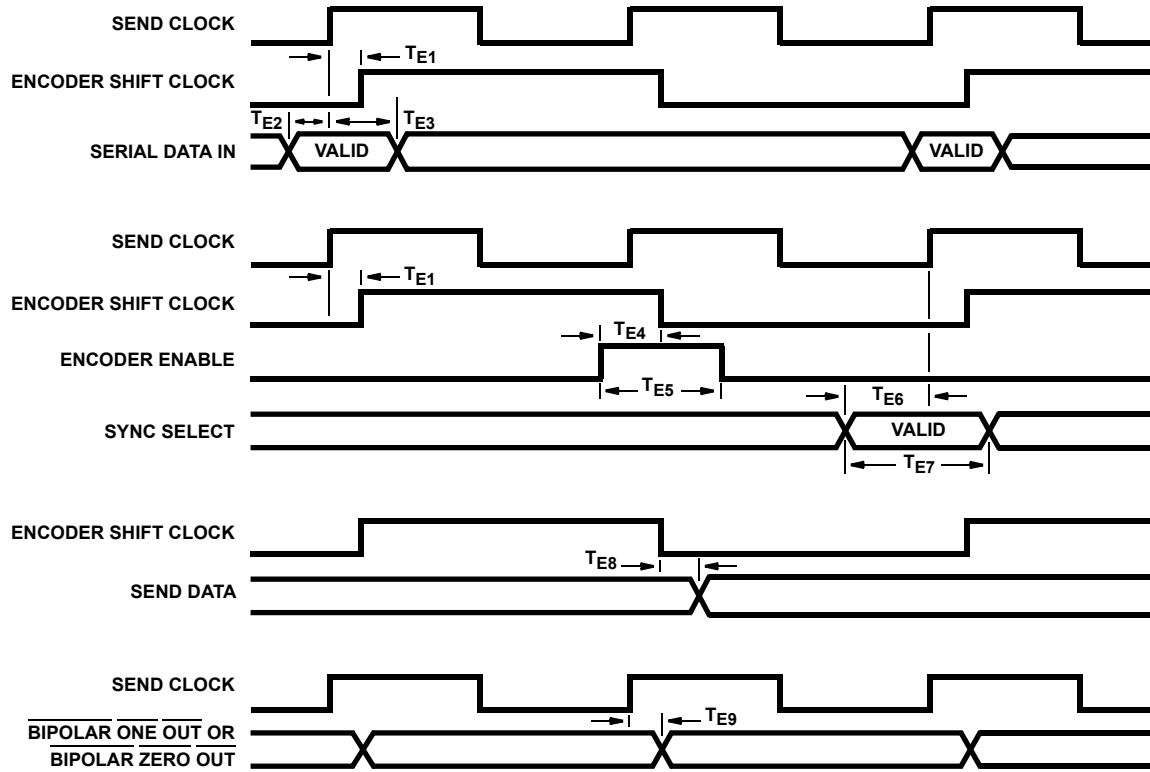 SEND CLOCK
TE1
ENCODER SHIFT CLOCK
TE2
TE3
SERIAL DATA IN
VALID
VALID
SEND CLOCK
TE1
ENCODER SHIFT CLOCK
TE4
ENCODER ENABLE
TE5
TE6
SYNC SELECT
VALID
TE7
ENCODER SHIFT CLOCK
TE8
SEND DATA
SEND CLOCK
TE9
BIPOLAR ONE OUT OR
BIPOLAR ZERO OUT